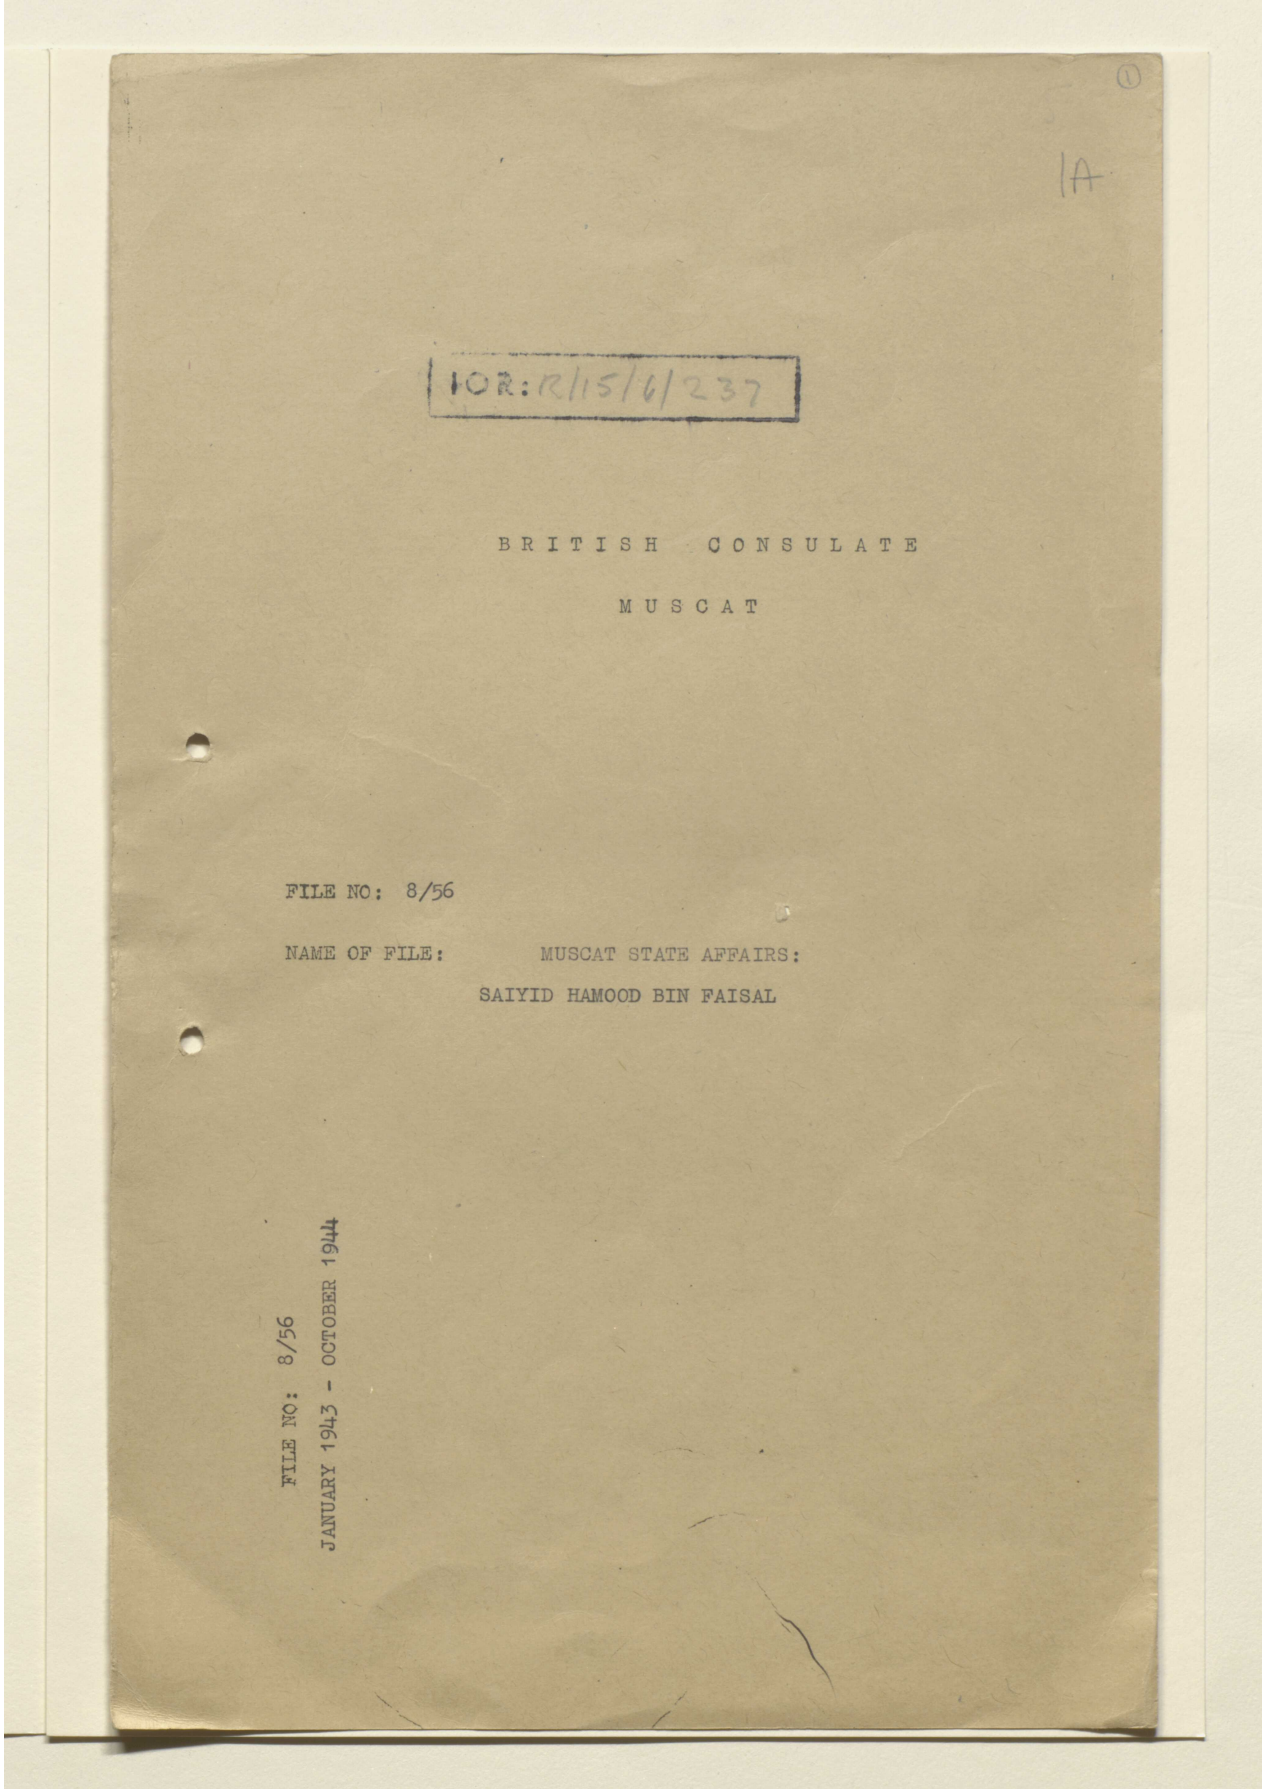 1
1A
IOR: R/15/6/237
BRITISH CONSULATE
MUSCAT
FILE NO: 8/56
NAME OF FILE: MUSCAT STATE AFFAIRS:
SAIYID HAMOOD BIN FAISAL
FILE NO: 8/56
JANUARY 1943 - OCTOBER 1944